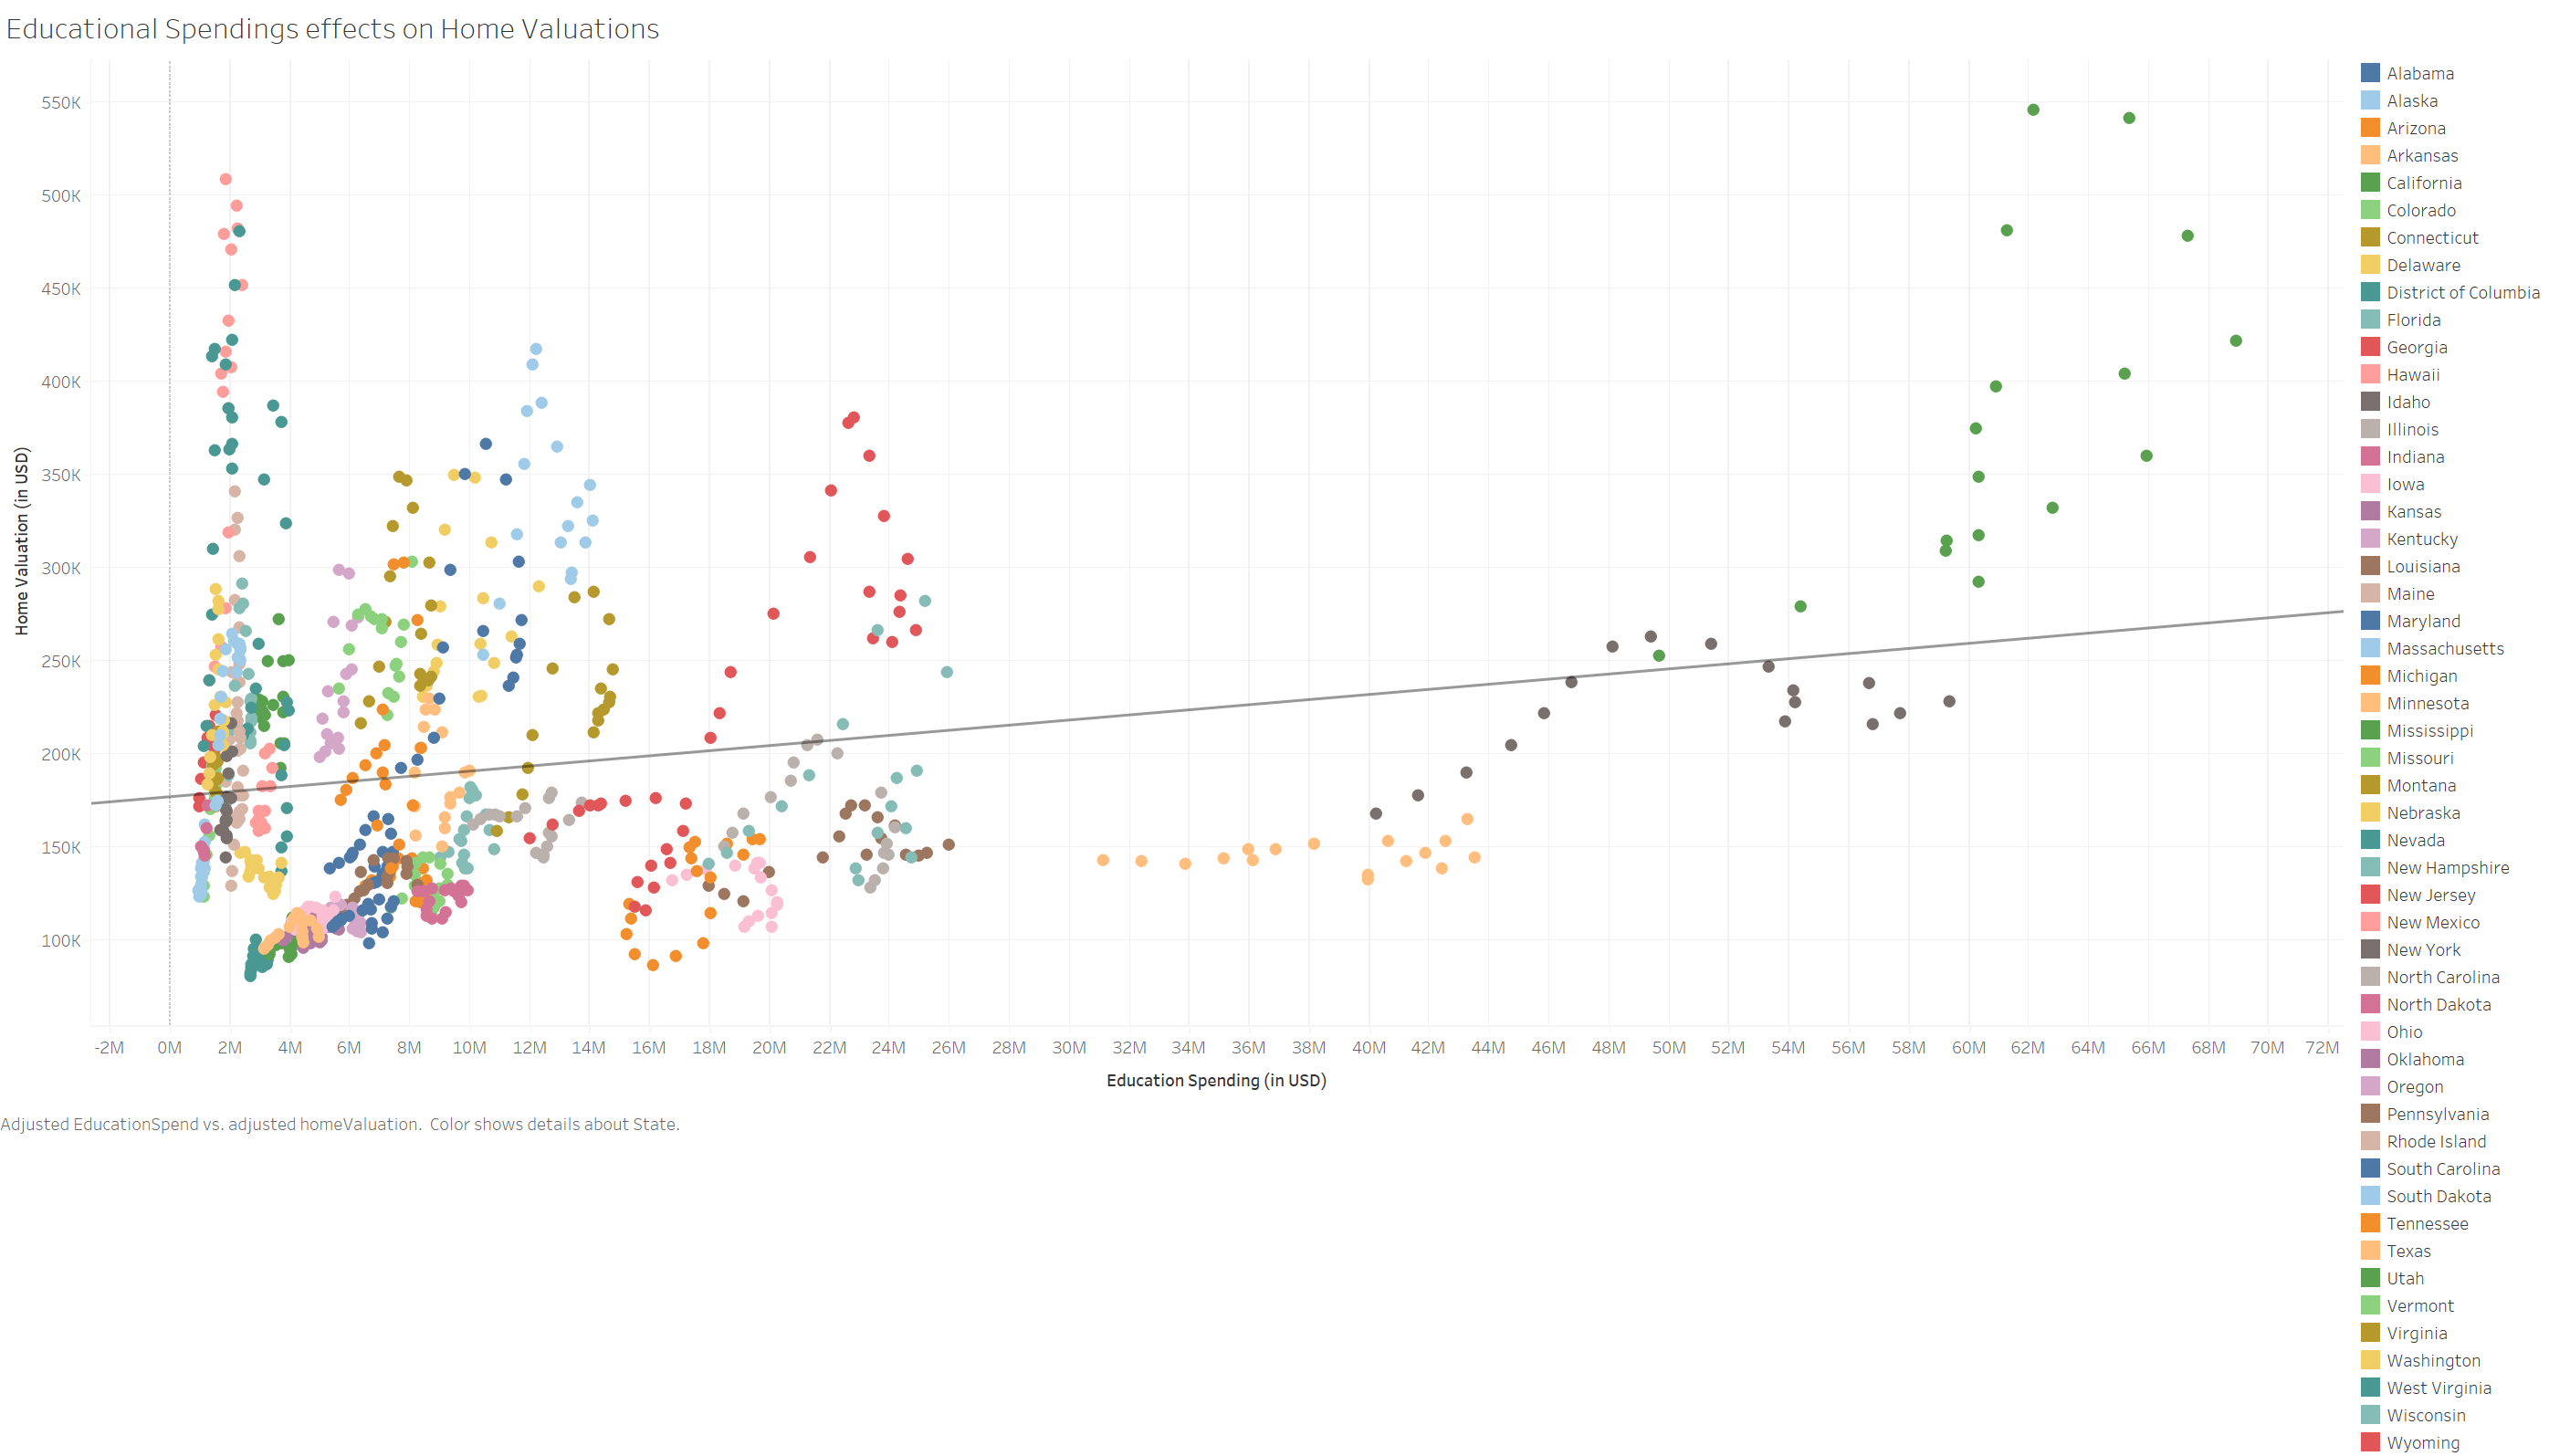 Educational Spendings effects on Home Valuations
550K
500K
450K
400K
350K
300K
250K
200K
150K
100K
Home Valuation (in USD)
-2M 0M 2M 4M 6M 8M 10M 12M 14M 16M 18M 20M 22M 24M 26M 28M 30M 32M 34M 36M 38M 40M 42M 44M 46M 48M 50M 52M 54M 56M 58M 60M 62M 64M 66M 68M 70M 72M
Education Spending (in USD)
Adjusted EducationSpend vs. adjusted homeValuation. Color shows details about State.
Alabama
Alaska
Arizona
Arkansas
California
Colorado
Connecticut
Delaware
District of Columbia
Florida
Georgia
Hawaii
Idaho
Illinois
Indiana
Iowa
Kansas
Kentucky
Louisiana
Maine
Maryland
Massachusetts
Michigan
Minnesota
Mississippi
Missouri
Montana
Nebraska
Nevada
New Hampshire
New Jersey
New Mexico
New York
North Carolina
North Dakota
Ohio
Oklahoma
Oregon
Pennsylvania
Rhode Island
South Carolina
South Dakota
Tennessee
Texas
Utah
Vermont
Virginia
Washington
West Virginia
Wisconsin
Wyoming